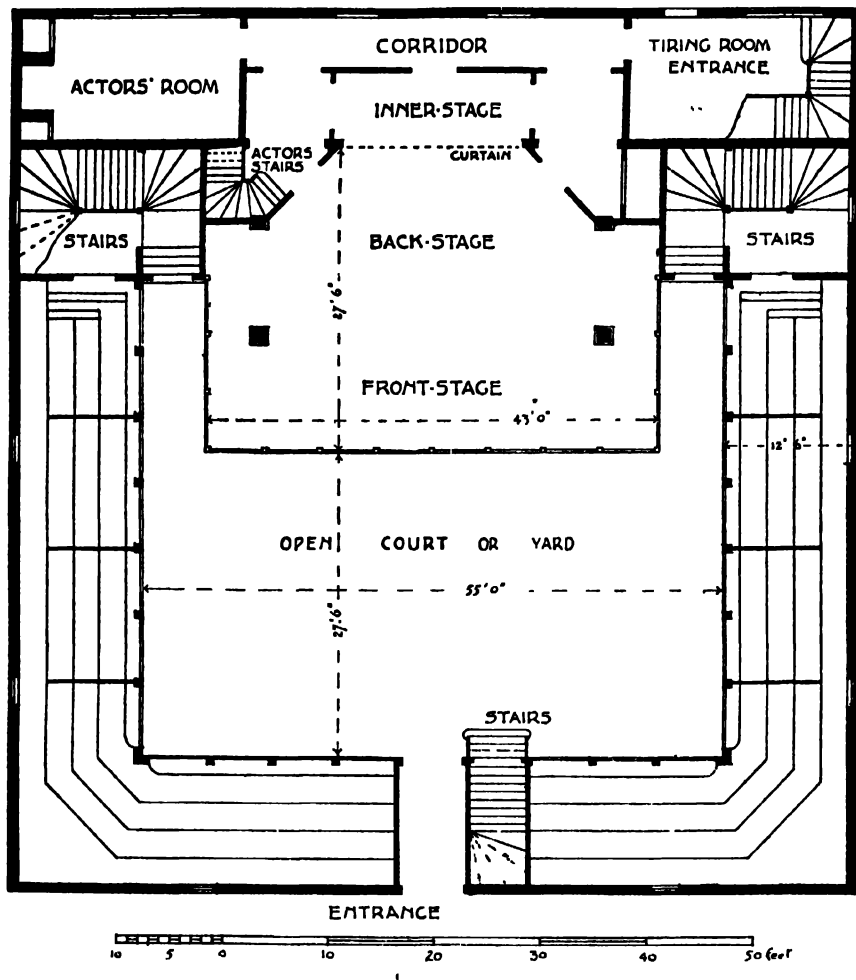 CORRIDOR
TIRING ROOM
ENTRANCE
ACTORS' ROOM
INNER·STAGE
ACTORS
STAIRS
CURTAIN
STAIRS
BACK·STAGE
STAIRS
27'6"
FRONT·STAGE
43'0"
12'6"
OPEN COURT OR YARD
55'0"
27'6"
STAIRS
ENTRANCE
10 5 0 10 20 30 40 50 feet